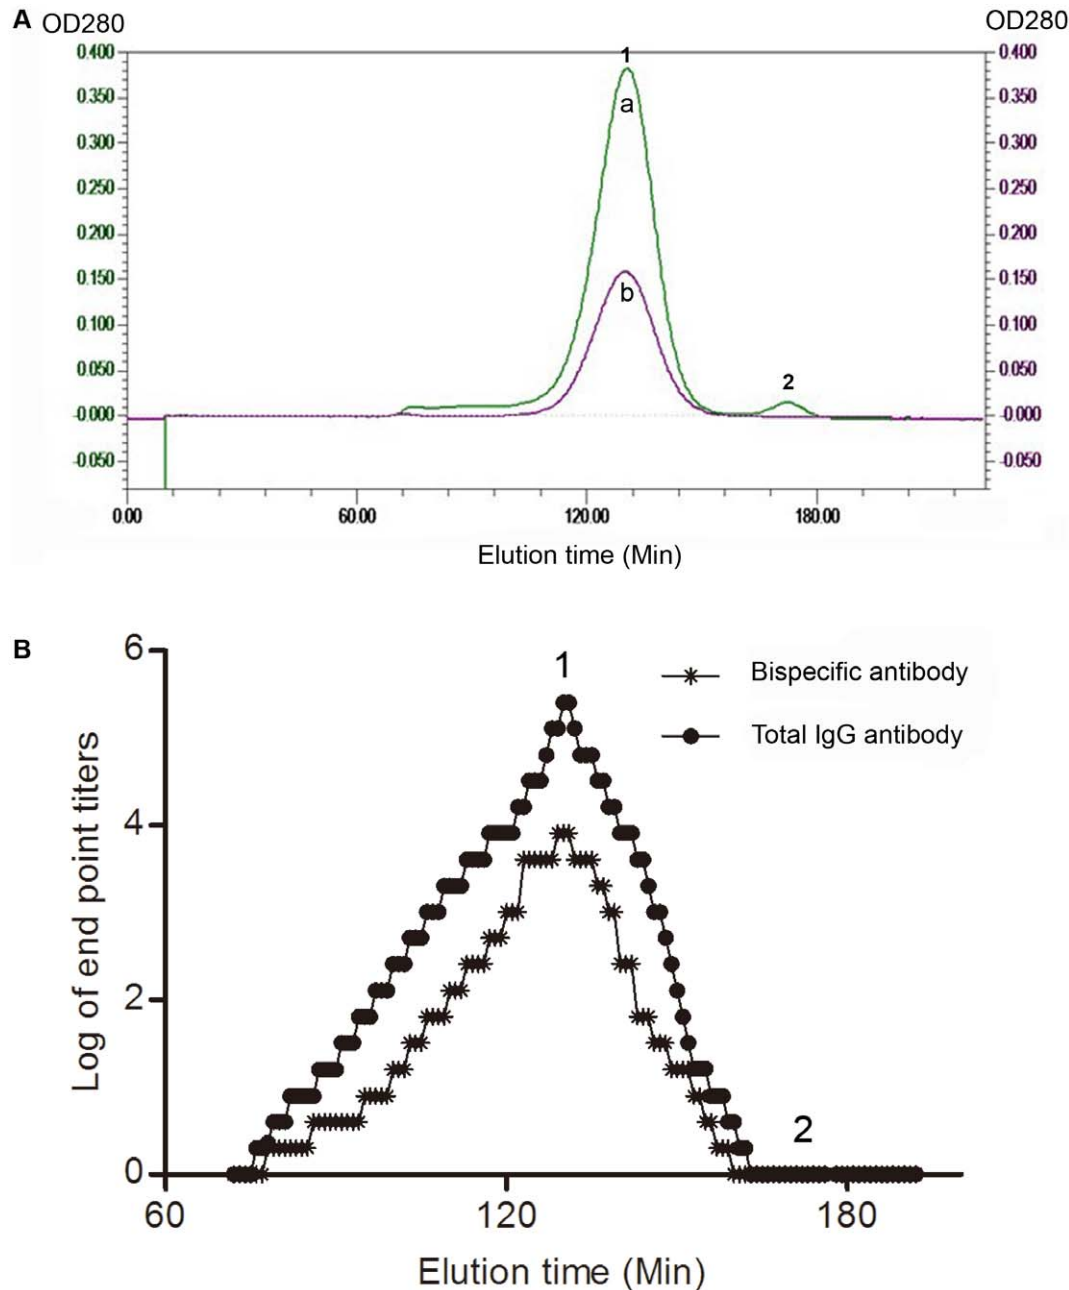 A OD280 OD280
0.400 1 0.400
0.350 a 0.350
0.300 0.300
0.250 0.250
0.200 0.200
0.150 0.150
b
0.100 0.100
0.050 2 0.050
-0.000 -0.000
-0.050 -0.050
0.00 60.00 120.00 180.00
Elution time (Min)
B
6
1
Bispecific antibody
Total IgG antibody
Log of end point titers
4
2
2
0
60 120 180
Elution time (Min)